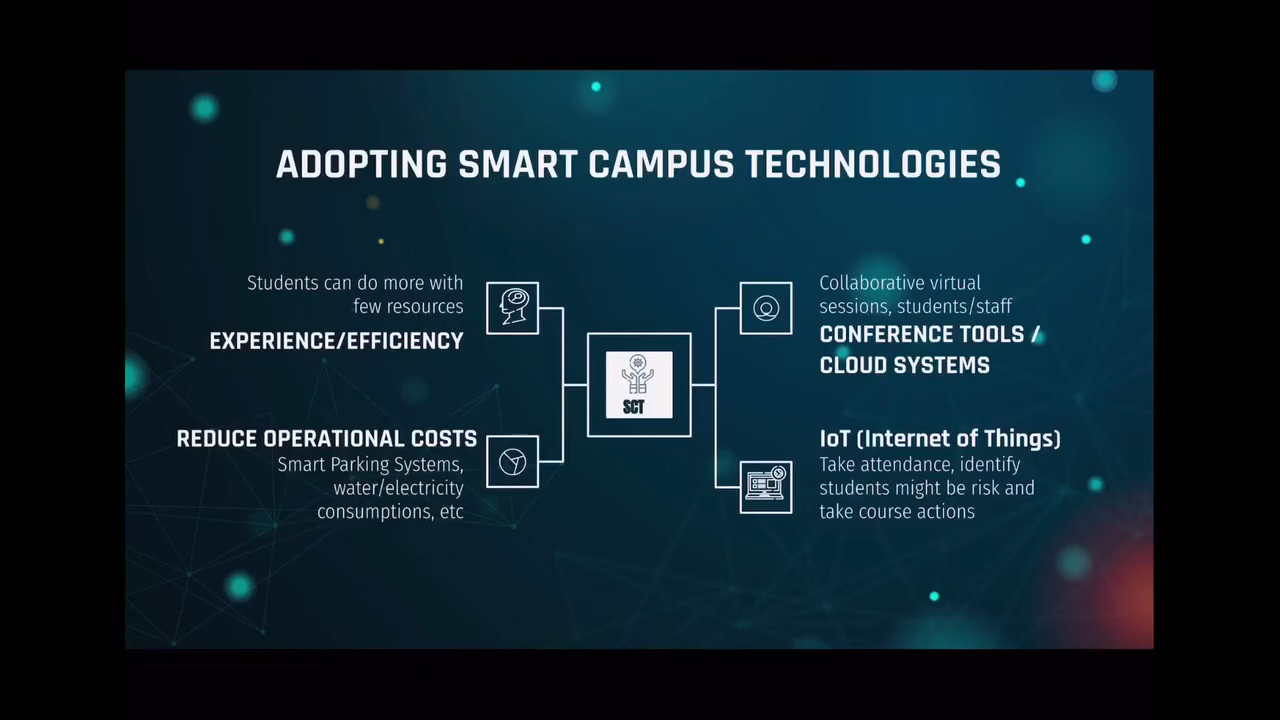 ADOPTING SMART CAMPUS TECHNOLOGIES
Students can do more with
few resources
EXPERIENCE/EFFICIENCY
REDUCE OPERATIONAL COSTS
Smart Parking Systems,
water/electricity
consumptions, etc
SCT
Collaborative virtual
sessions, students/staff
CONFERENCE TOOLS /
CLOUD SYSTEMS
IoT (Internet of Things)
Take attendance, identify
students might be risk and
take course actions